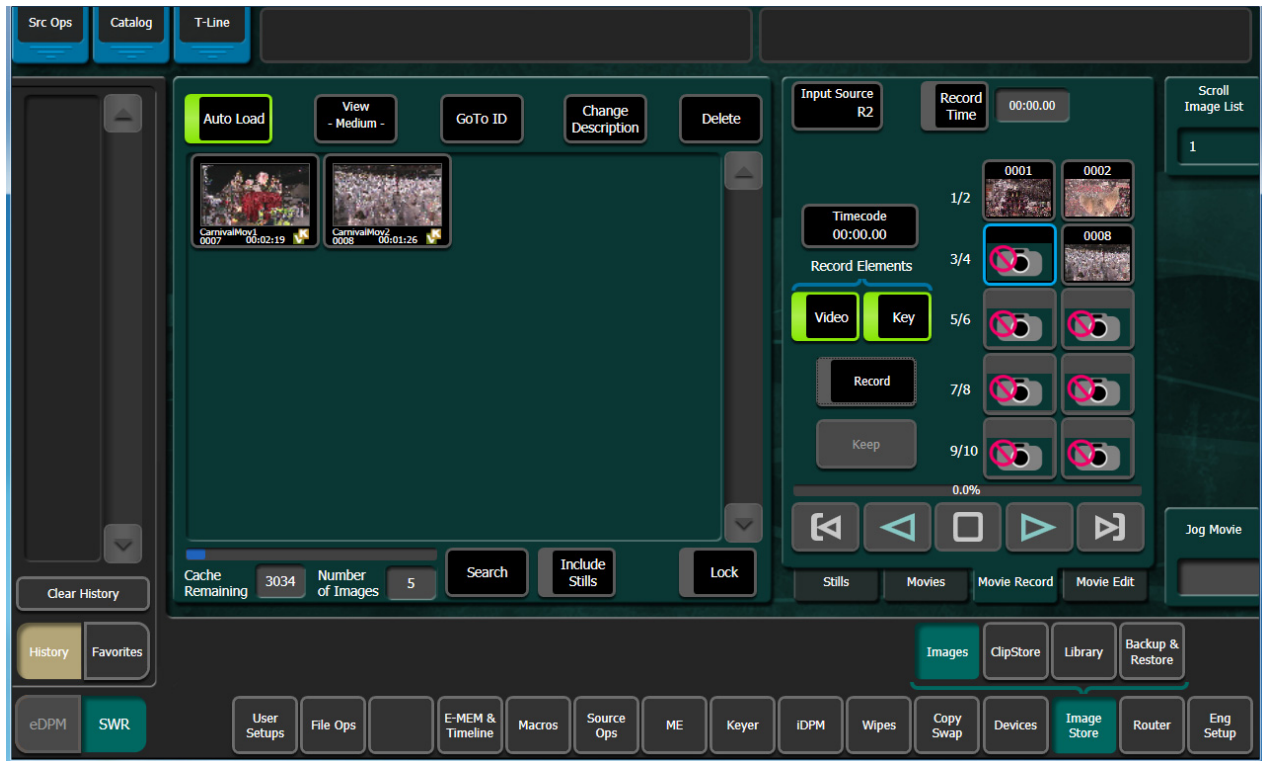 Src Ops
Catalog
T-Line
Auto Load
View
- Medium -
GoTo ID
Change
Description
Delete
CarnivalMov1
0007 00:02:19 VK
CarnivalMov2
0008 00:01:26 VK
Cache
Remaining
3034
Number
of Images
5
Search
Include
Stills
Lock
Input Source
R2
Record
Time
00:00.00
Timecode
00:00.00
Record Elements
Video
Key
Record
Keep
1/2
0001
0002
3/4
0008
5/6
7/8
9/10
0.0%
Stills
Movies
Movie Record
Movie Edit
Scroll
Image List
1
Jog Movie
Clear History
History
Favorites
Images
ClipStore
Library
Backup &
Restore
eDPM
SWR
User
Setups
File Ops
E-MEM &
Timeline
Macros
Source
Ops
ME
Keyer
iDPM
Wipes
Copy
Swap
Devices
Image
Store
Router
Eng
Setup